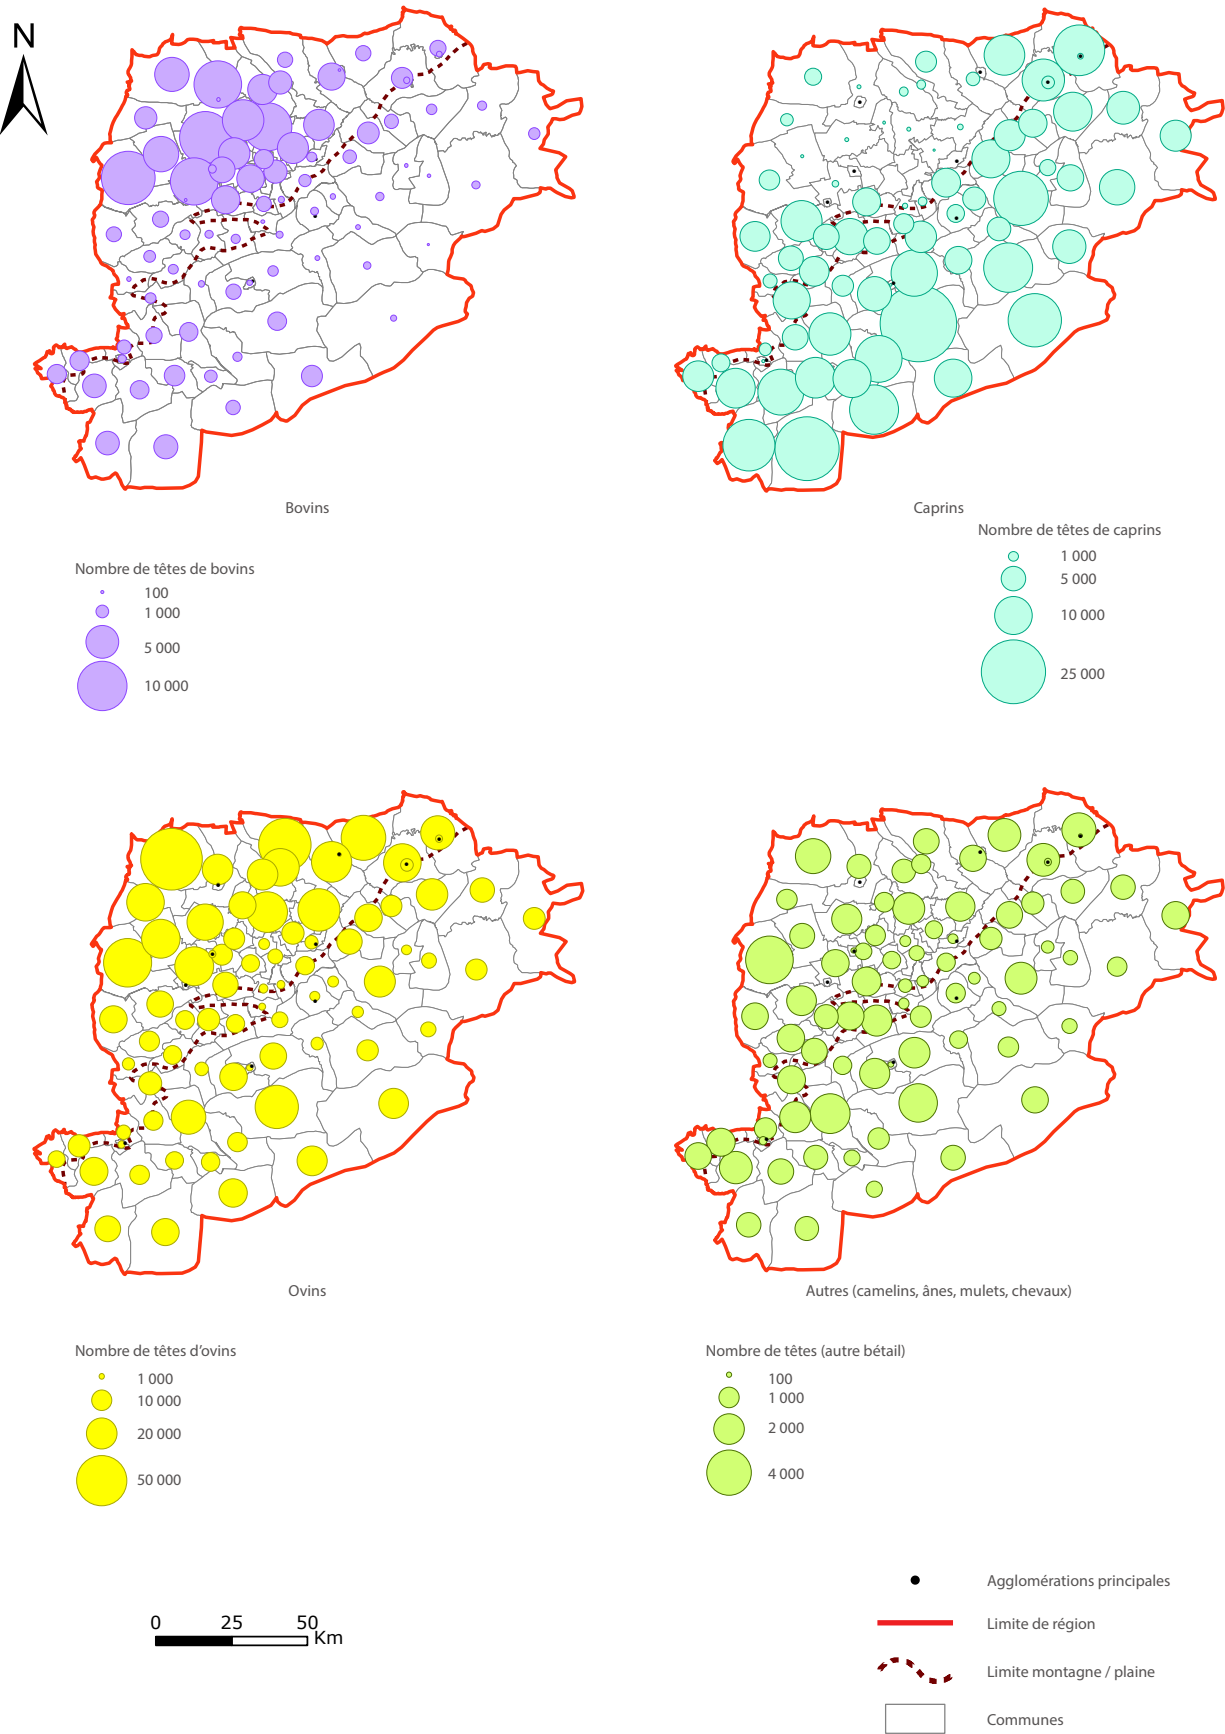 N
Bovins
Caprins
Nombre de têtes de bovins
100
1 000
5 000
10 000
Nombre de têtes de caprins
1 000
5 000
10 000
25 000
Ovins
Autres (camelins, ânes, mulets, chevaux)
Nombre de têtes d'ovins
1 000
10 000
20 000
50 000
Nombre de têtes (autre bétail)
100
1 000
2 000
4 000
0 25 50
Km
Agglomérations principales
Limite de région
Limite montagne / plaine
Communes